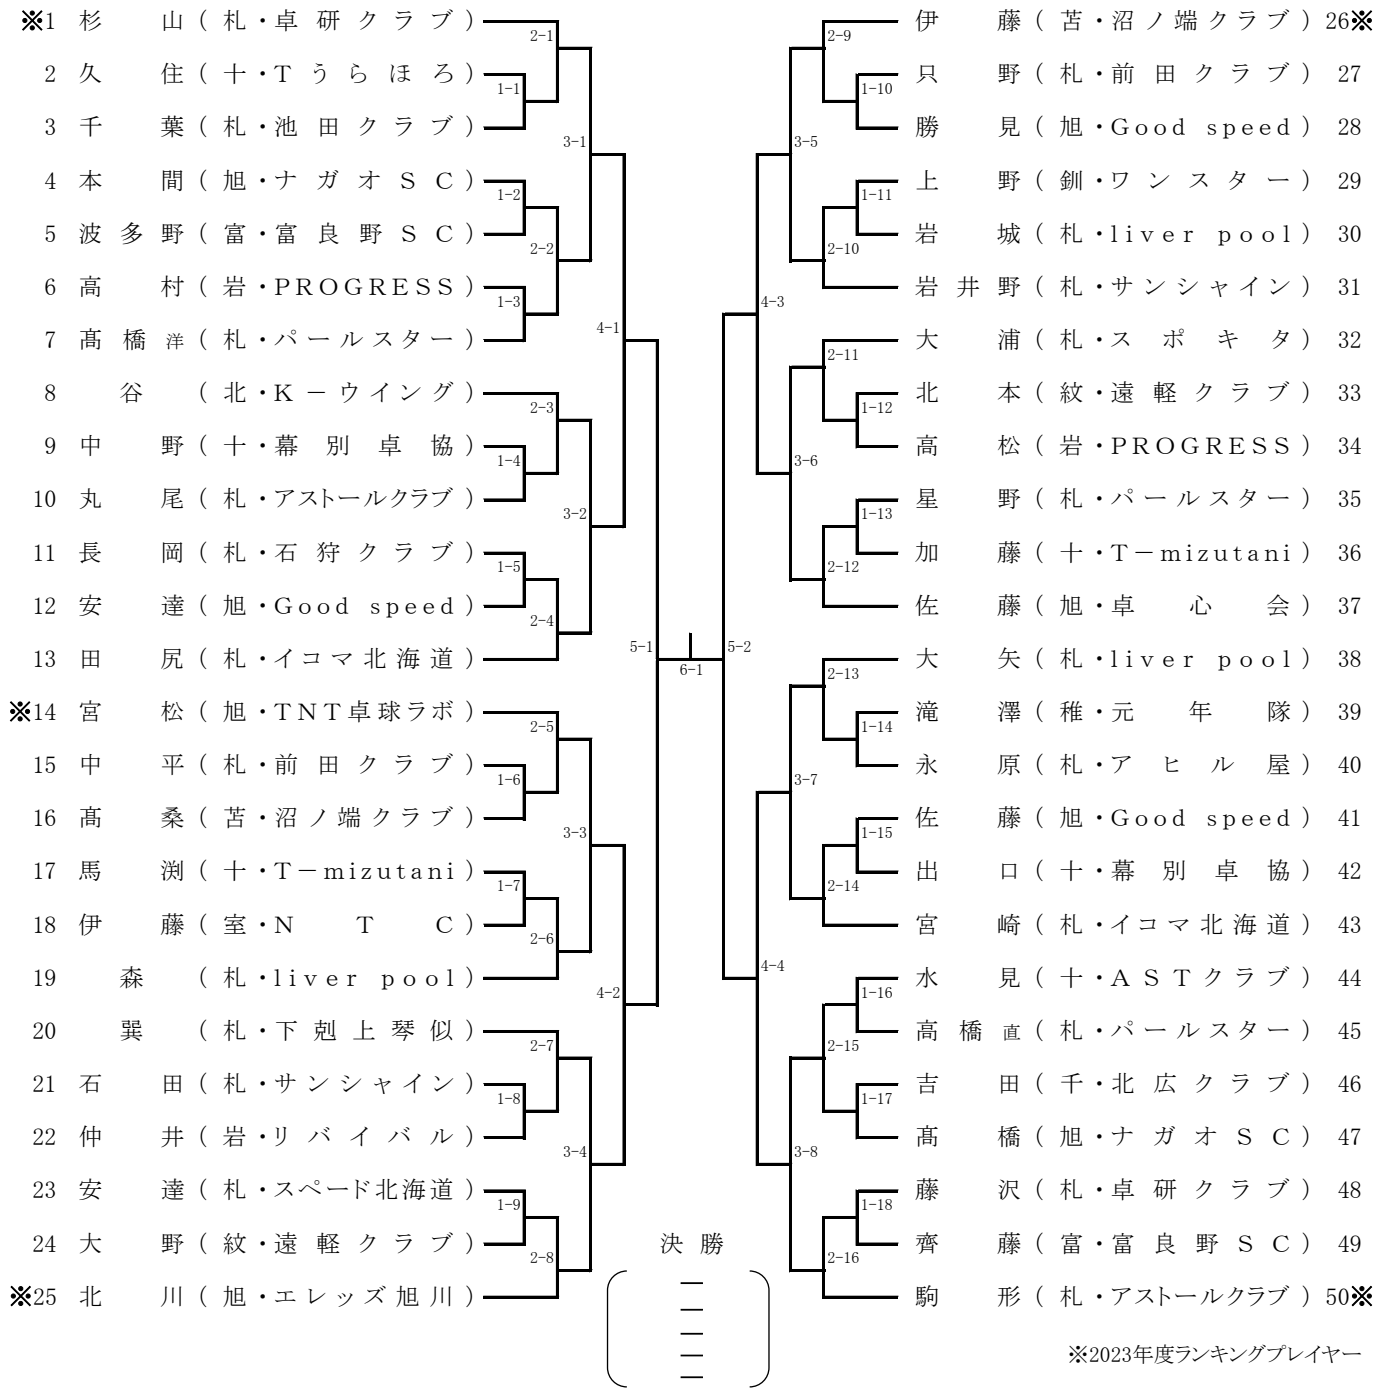 ※1 杉山（札・卓研クラブ）
2-1
2 久住（十・Tうらほろ）
1-1
3 千葉（札・池田クラブ）
3-1
4 本間（旭・ナガオSC）
1-2
5 波多野（富・富良野SC）
2-2
6 高村（岩・PROGRESS）
1-3
7 髙橋洋（札・パールスター）
4-1
8 谷（北・K－ウイング）
2-3
9 中野（十・幕別卓協）
1-4
10 丸尾（札・アストールクラブ）
3-2
11 長岡（札・石狩クラブ）
1-5
12 安達（旭・Good speed）
2-4
13 田尻（札・イコマ北海道）
5-1
※14 宮松（旭・TNT卓球ラボ）
2-5
15 中平（札・前田クラブ）
1-6
16 髙桑（苫・沼ノ端クラブ）
3-3
17 馬渕（十・T－mizutani）
1-7
18 伊藤（室・NTC）
2-6
19 森（札・liver pool）
4-2
20 巽（札・下剋上琴似）
2-7
21 石田（札・サンシャイン）
1-8
22 仲井（岩・リバイバル）
3-4
23 安達（札・スペード北海道）
1-9
24 大野（紋・遠軽クラブ）
2-8
※25 北川（旭・エレッズ旭川）
6-1
伊藤（苫・沼ノ端クラブ）26※
2-9
只野（札・前田クラブ）27
1-10
勝見（旭・Good speed）28
3-5
上野（釧・ワンスター）29
1-11
岩城（札・liver pool）30
2-10
岩井野（札・サンシャイン）31
4-3
大浦（札・スポキタ）32
2-11
北本（紋・遠軽クラブ）33
1-12
高松（岩・PROGRESS）34
3-6
星野（札・パールスター）35
1-13
加藤（十・T－mizutani）36
2-12
佐藤（旭・卓心会）37
5-2
大矢（札・liver pool）38
2-13
滝澤（稚・元年隊）39
1-14
永原（札・アヒル屋）40
3-7
佐藤（旭・Good speed）41
1-15
出口（十・幕別卓協）42
2-14
宮崎（札・イコマ北海道）43
4-4
水見（十・ASTクラブ）44
1-16
高橋直（札・パールスター）45
2-15
吉田（千・北広クラブ）46
1-17
髙橋（旭・ナガオSC）47
3-8
藤沢（札・卓研クラブ）48
1-18
齊藤（富・富良野SC）49
2-16
駒形（札・アストールクラブ）50※
決勝
―
―
―
―
―
※2023年度ランキングプレイヤー